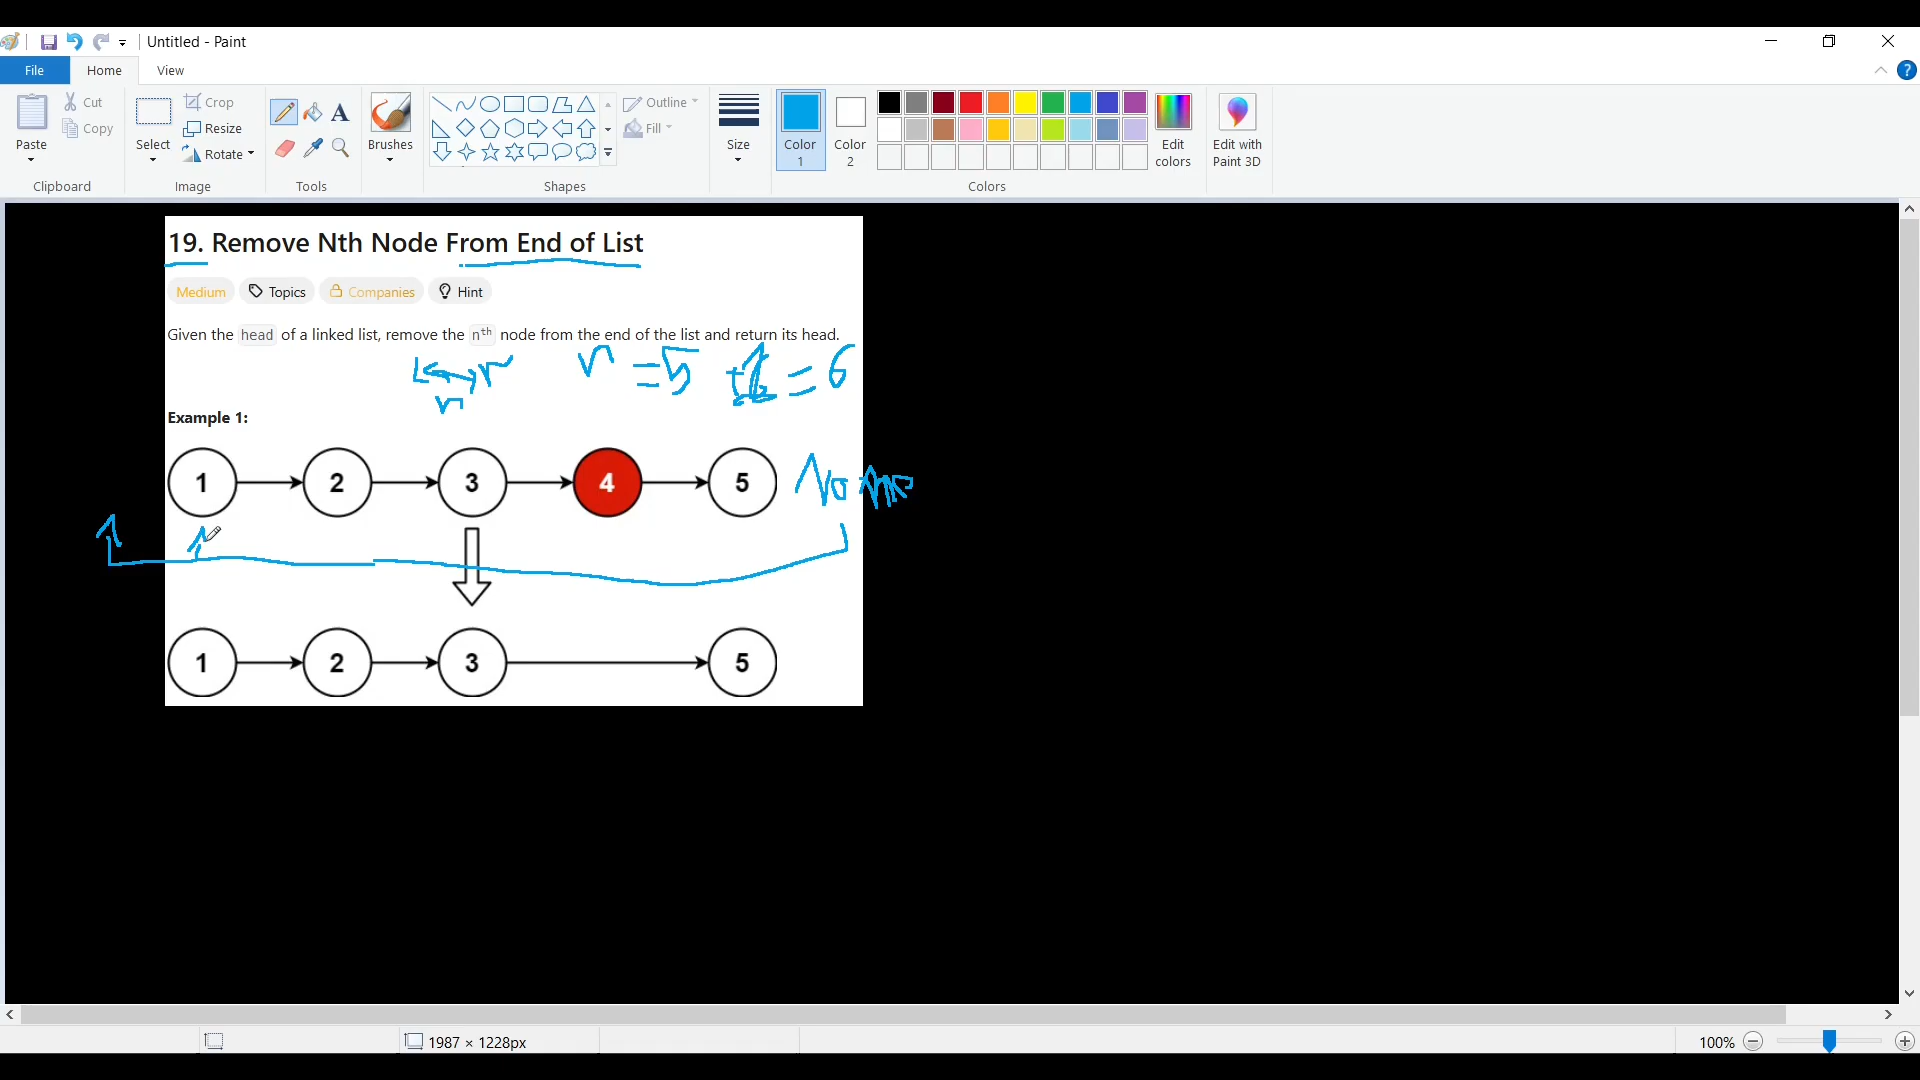 Untitled - Paint
File Home View
Paste Cut Copy Select Crop Resize Rotate Brushes Outline Fill Size Color 1 Color 2 Edit colors Edit with Paint 3D
Clipboard Image Tools Shapes Colors
19. Remove Nth Node From End of List
Medium Topics Companies Hint
Given the head of a linked list, remove the nth node from the end of the list and return its head.
n = 5 = 6
n
Example 1:
1 2 3 4 5
1 2 3 5
1987 × 1228px 100%